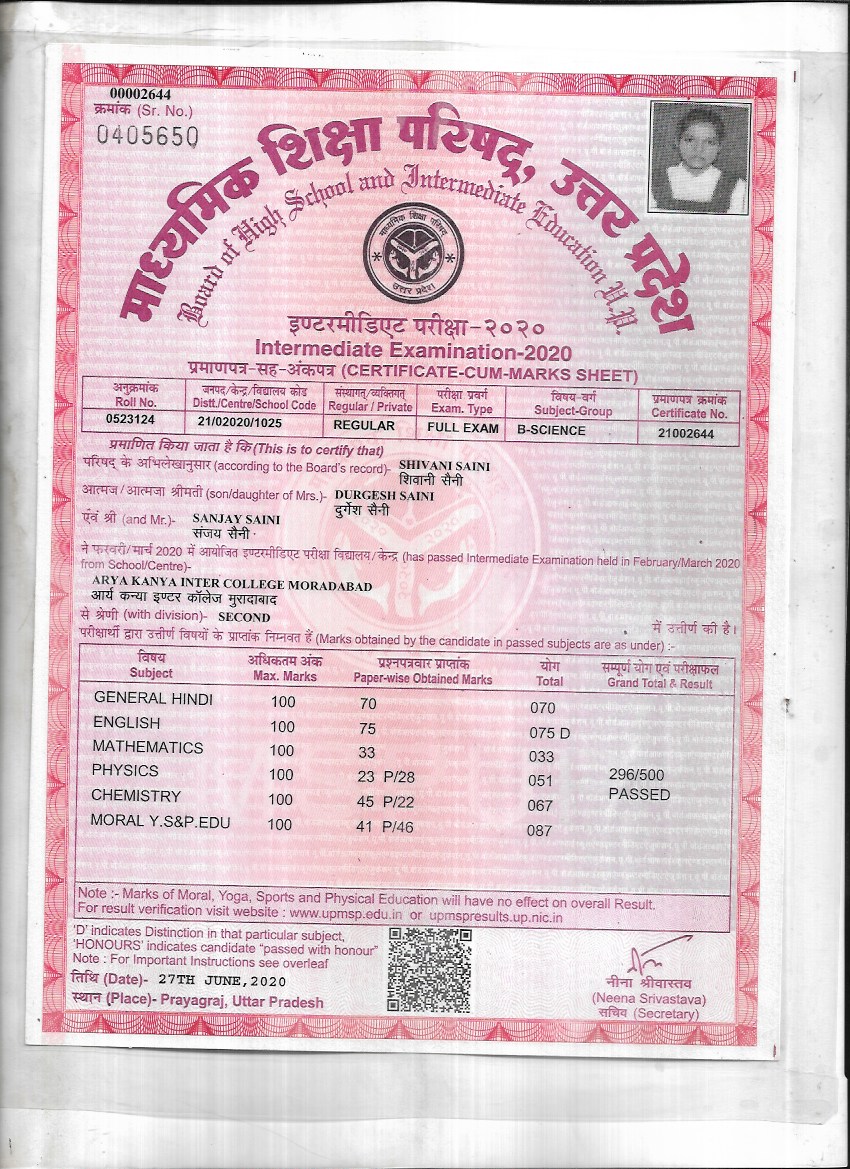 00002644
क्रमांक (Sr. No.)
0405650
माध्यमिक शिक्षा परिषद्, उत्तर प्रदेश
Board of High School and Intermediate Education U.P.
माध्यमिक शिक्षा परिषद्
उत्तर प्रदेश
इण्टरमीडिएट परीक्षा-२०२०
Intermediate Examination-2020
प्रमाणपत्र-सह-अंकपत्र (CERTIFICATE-CUM-MARKS SHEET)
अनुक्रमांक जनपद/केन्द्र/विद्यालय कोड संस्थागत/व्यक्तिगत परीक्षा प्रवर्ग विषय-वर्ग प्रमाणपत्र क्रमांक
Roll No. Distt./Centre/School Code Regular / Private Exam. Type Subject-Group Certificate No.
0523124 21/02020/1025 REGULAR FULL EXAM B-SCIENCE 21002644
प्रमाणित किया जाता है कि (This is to certify that)
परिषद् के अभिलेखानुसार (according to the Board's record)- SHIVANI SAINI
शिवानी सैनी
आत्मज/आत्मजा श्रीमती (son/daughter of Mrs.)- DURGESH SAINI
दुर्गेश सैनी
एवं श्री (and Mr.)- SANJAY SAINI
संजय सैनी
ने फरवरी/मार्च 2020 में आयोजित इण्टरमीडिएट परीक्षा विद्यालय/केन्द्र (has passed Intermediate Examination held in February/March 2020
from School/Centre)-
ARYA KANYA INTER COLLEGE MORADABAD
आर्य कन्या इण्टर कॉलेज मुरादाबाद
से श्रेणी (with division)- SECOND में उत्तीर्ण की है।
परीक्षार्थी द्वारा उत्तीर्ण विषयों के प्राप्तांक निम्नवत हैं (Marks obtained by the candidate in passed subjects are as under) :-
विषय अधिकतम अंक प्रश्नपत्रवार प्राप्तांक योग सम्पूर्ण योग एवं परीक्षाफल
Subject Max. Marks Paper-wise Obtained Marks Total Grand Total & Result
GENERAL HINDI 100 70 070
ENGLISH 100 75 075 D
MATHEMATICS 100 33 033
PHYSICS 100 23 P/28 051 296/500
CHEMISTRY 100 45 P/22 067 PASSED
MORAL Y.S&P.EDU 100 41 P/46 087
Note :- Marks of Moral, Yoga, Sports and Physical Education will have no effect on overall Result.
For result verification visit website : www.upmsp.edu.in or upmspresults.up.nic.in
'D' indicates Distinction in that particular subject,
'HONOURS' indicates candidate "passed with honour"
Note : For Important Instructions see overleaf
तिथि (Date)- 27TH JUNE,2020
स्थान (Place)- Prayagraj, Uttar Pradesh
नीना श्रीवास्तव
(Neena Srivastava)
सचिव (Secretary)